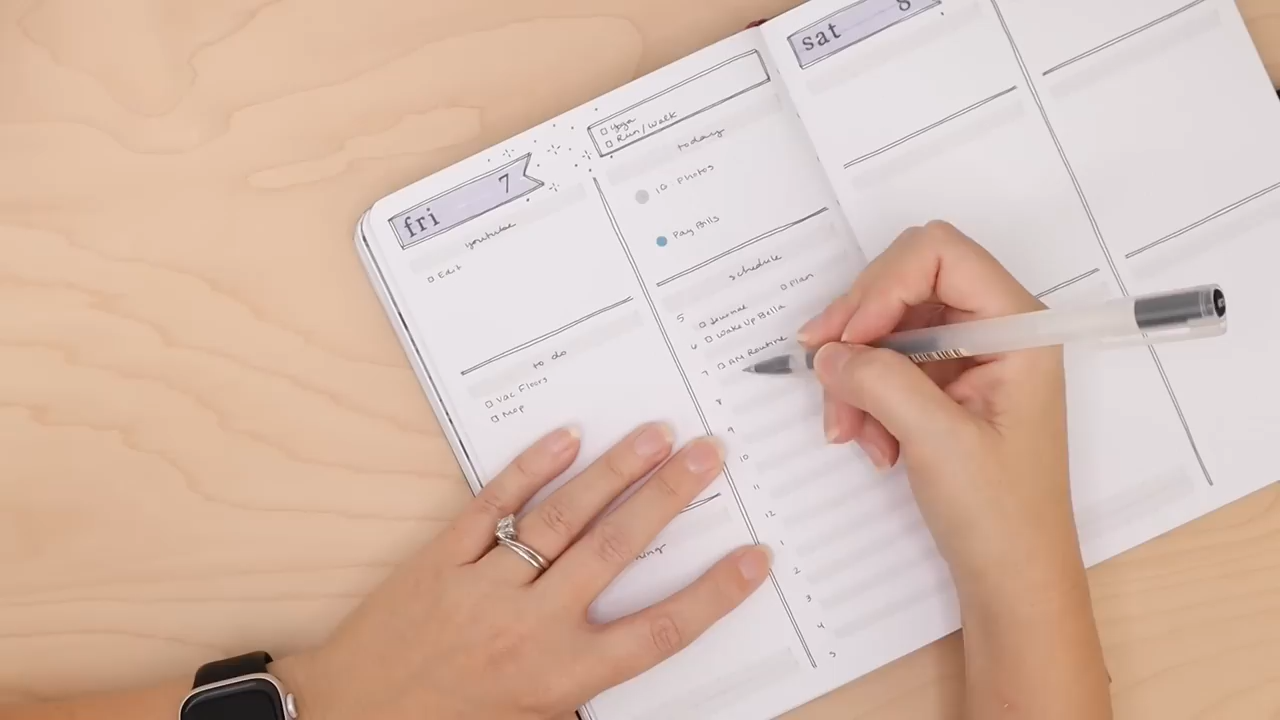 fri 7
youtube
Edit
to do
Vac Floors
Mop
Yoga
Run/Walk
today
10 - Photos
Pay Bills
schedule
5 Journal Plan
6 Wake Up Bella
7 AM Routine
8
9
10
11
12
1
2
3
4
5
sat 8